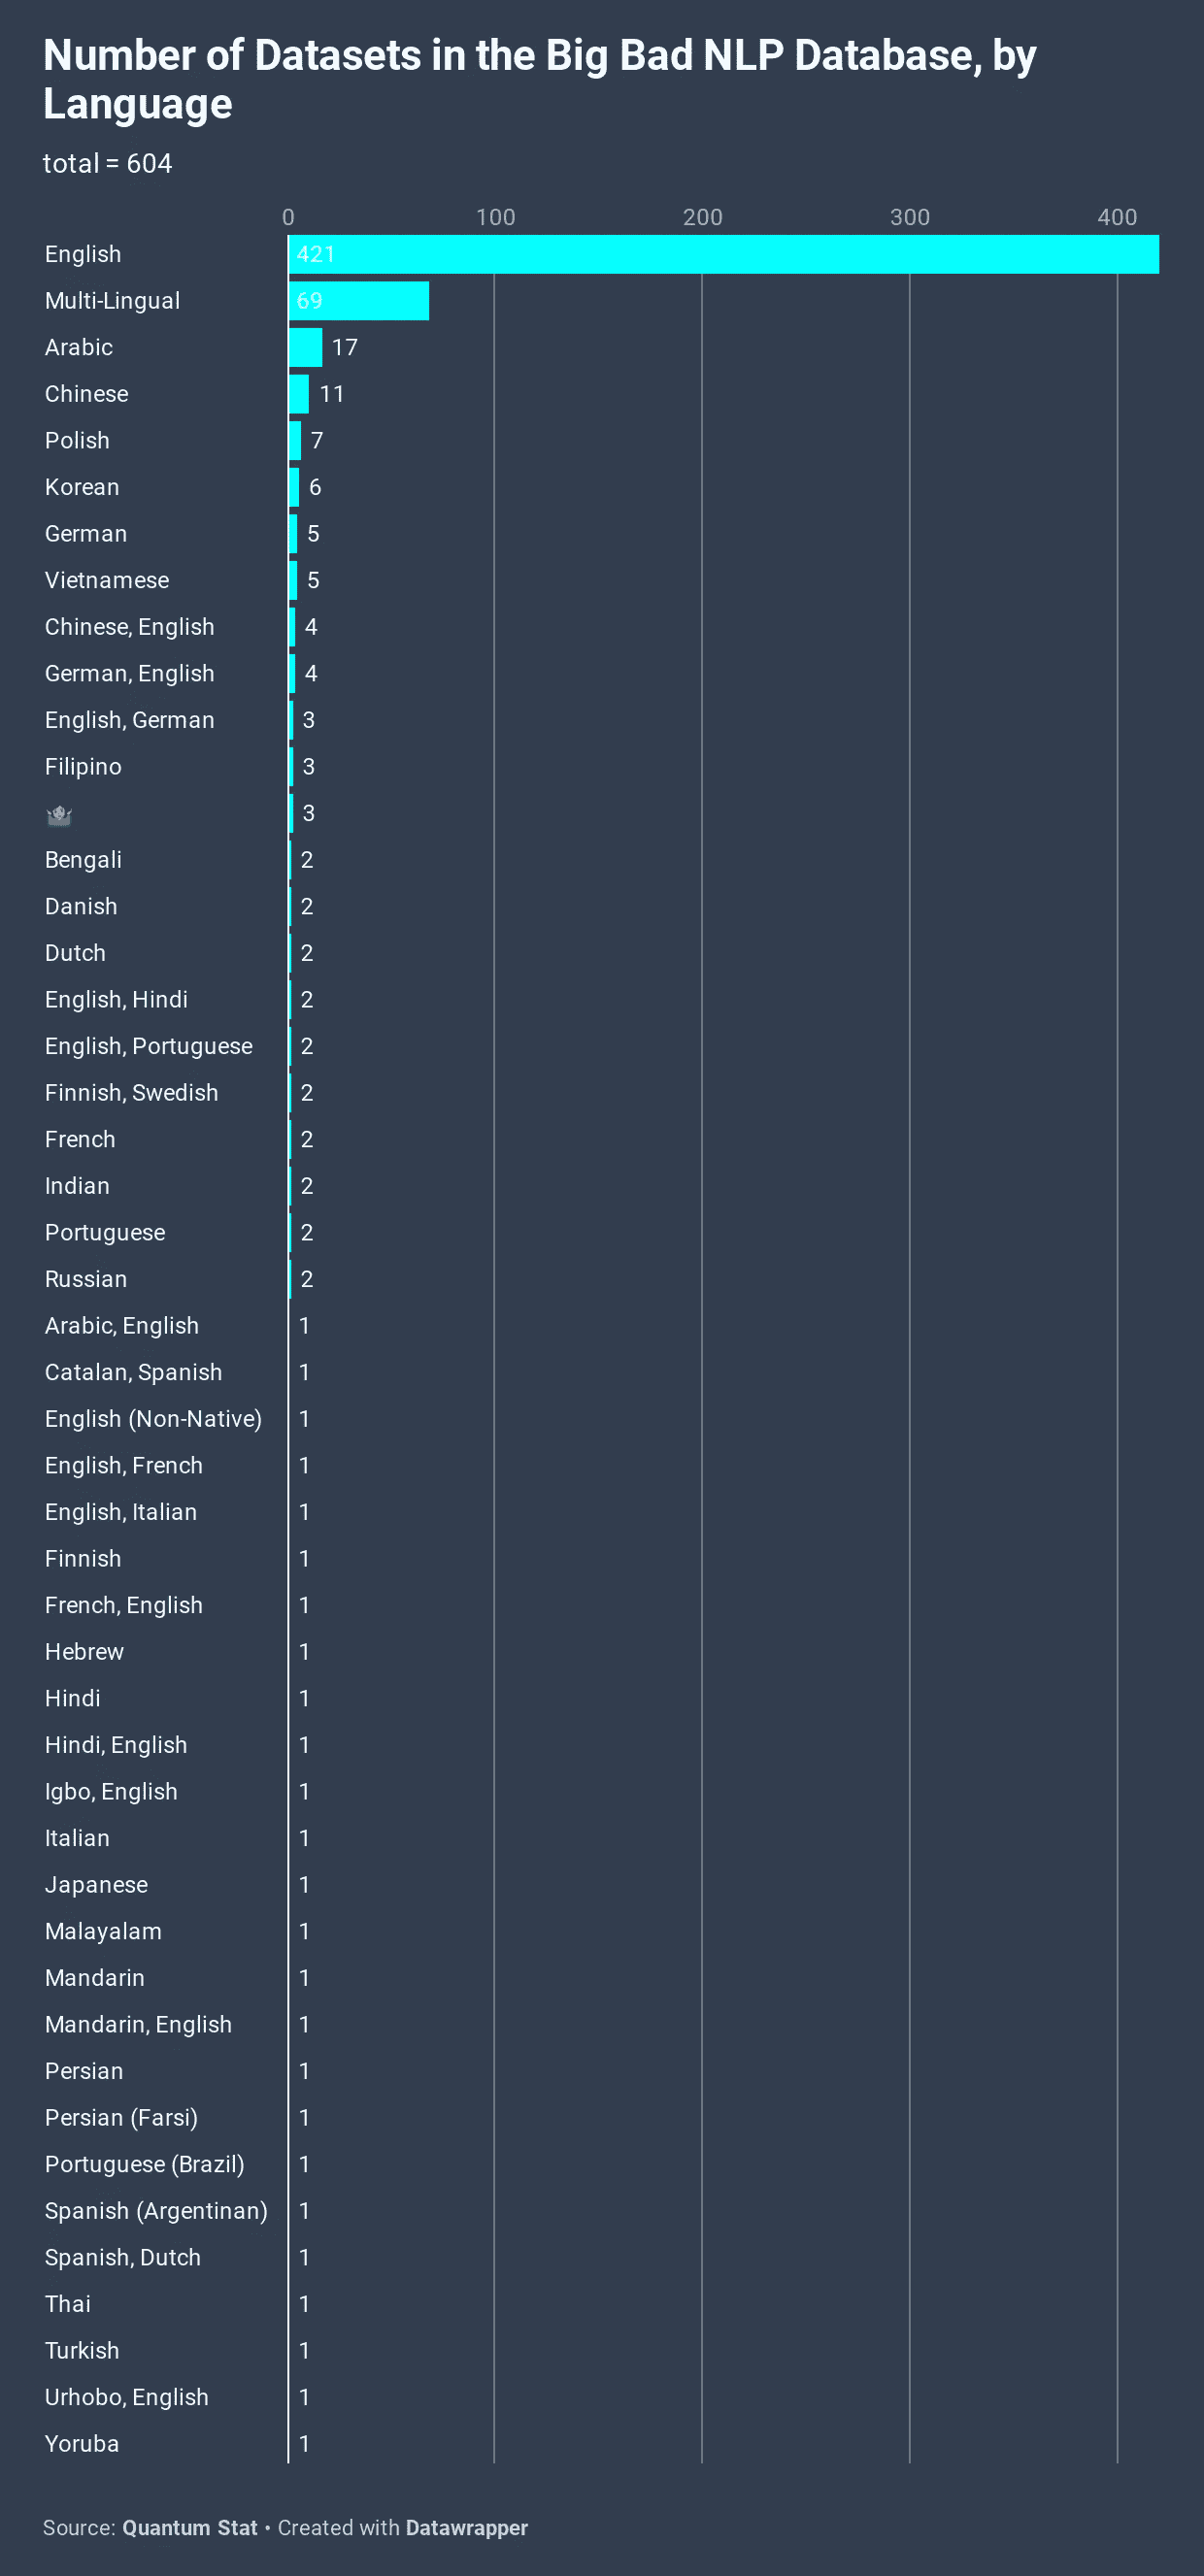 Number of Datasets in the Big Bad NLP Database, by
Language
total = 604
0 100 200 300 400
English 421
Multi-Lingual 69
Arabic 17
Chinese 11
Polish 7
Korean 6
German 5
Vietnamese 5
Chinese, English 4
German, English 4
English, German 3
Filipino 3
🤷 3
Bengali 2
Danish 2
Dutch 2
English, Hindi 2
English, Portuguese 2
Finnish, Swedish 2
French 2
Indian 2
Portuguese 2
Russian 2
Arabic, English 1
Catalan, Spanish 1
English (Non-Native) 1
English, French 1
English, Italian 1
Finnish 1
French, English 1
Hebrew 1
Hindi 1
Hindi, English 1
Igbo, English 1
Italian 1
Japanese 1
Malayalam 1
Mandarin 1
Mandarin, English 1
Persian 1
Persian (Farsi) 1
Portuguese (Brazil) 1
Spanish (Argentinan) 1
Spanish, Dutch 1
Thai 1
Turkish 1
Urhobo, English 1
Yoruba 1
Source: Quantum Stat • Created with Datawrapper